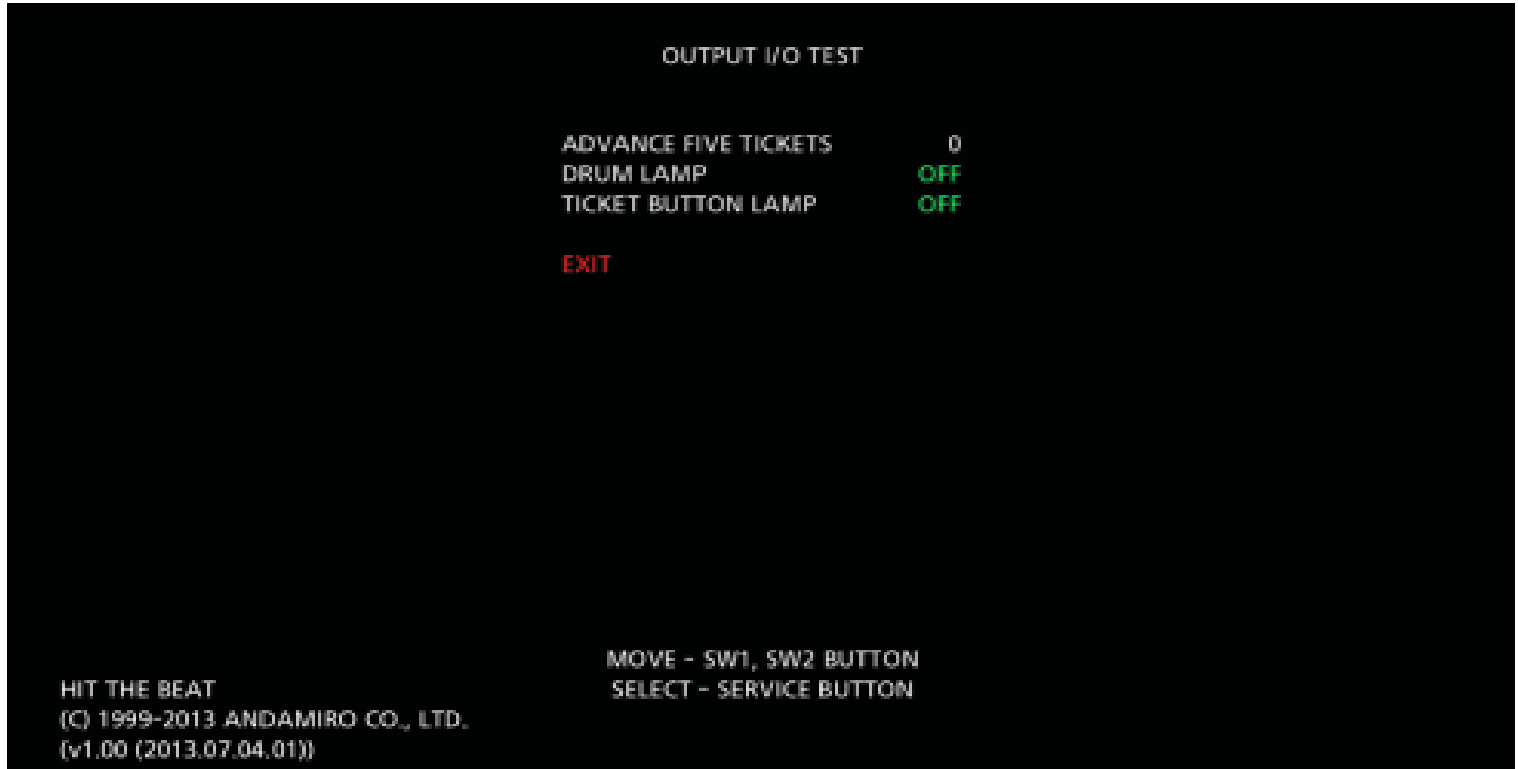 OUTPUT I/O TEST
ADVANCE FIVE TICKETS 0
DRUM LAMP OFF
TICKET BUTTON LAMP OFF
EXIT
MOVE - SW1, SW2 BUTTON
SELECT - SERVICE BUTTON
HIT THE BEAT
(C) 1999-2013 ANDAMIRO CO., LTD.
(v1.00 (2013.07.04.01))